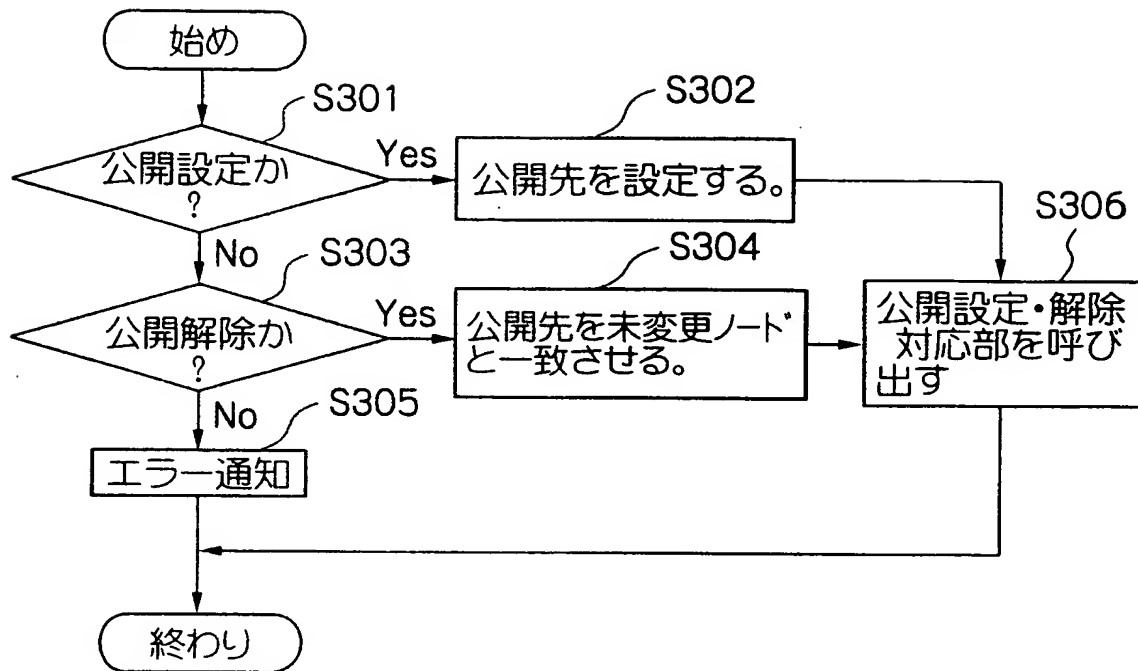 始め
S301
公開設定か
?
Yes
S302
公開先を設定する。
No
S303
公開解除か
?
Yes
S304
公開先を未変更ノード
と一致させる。
S306
公開設定・解除
対応部を呼び
出す
No
S305
エラー通知
終わり